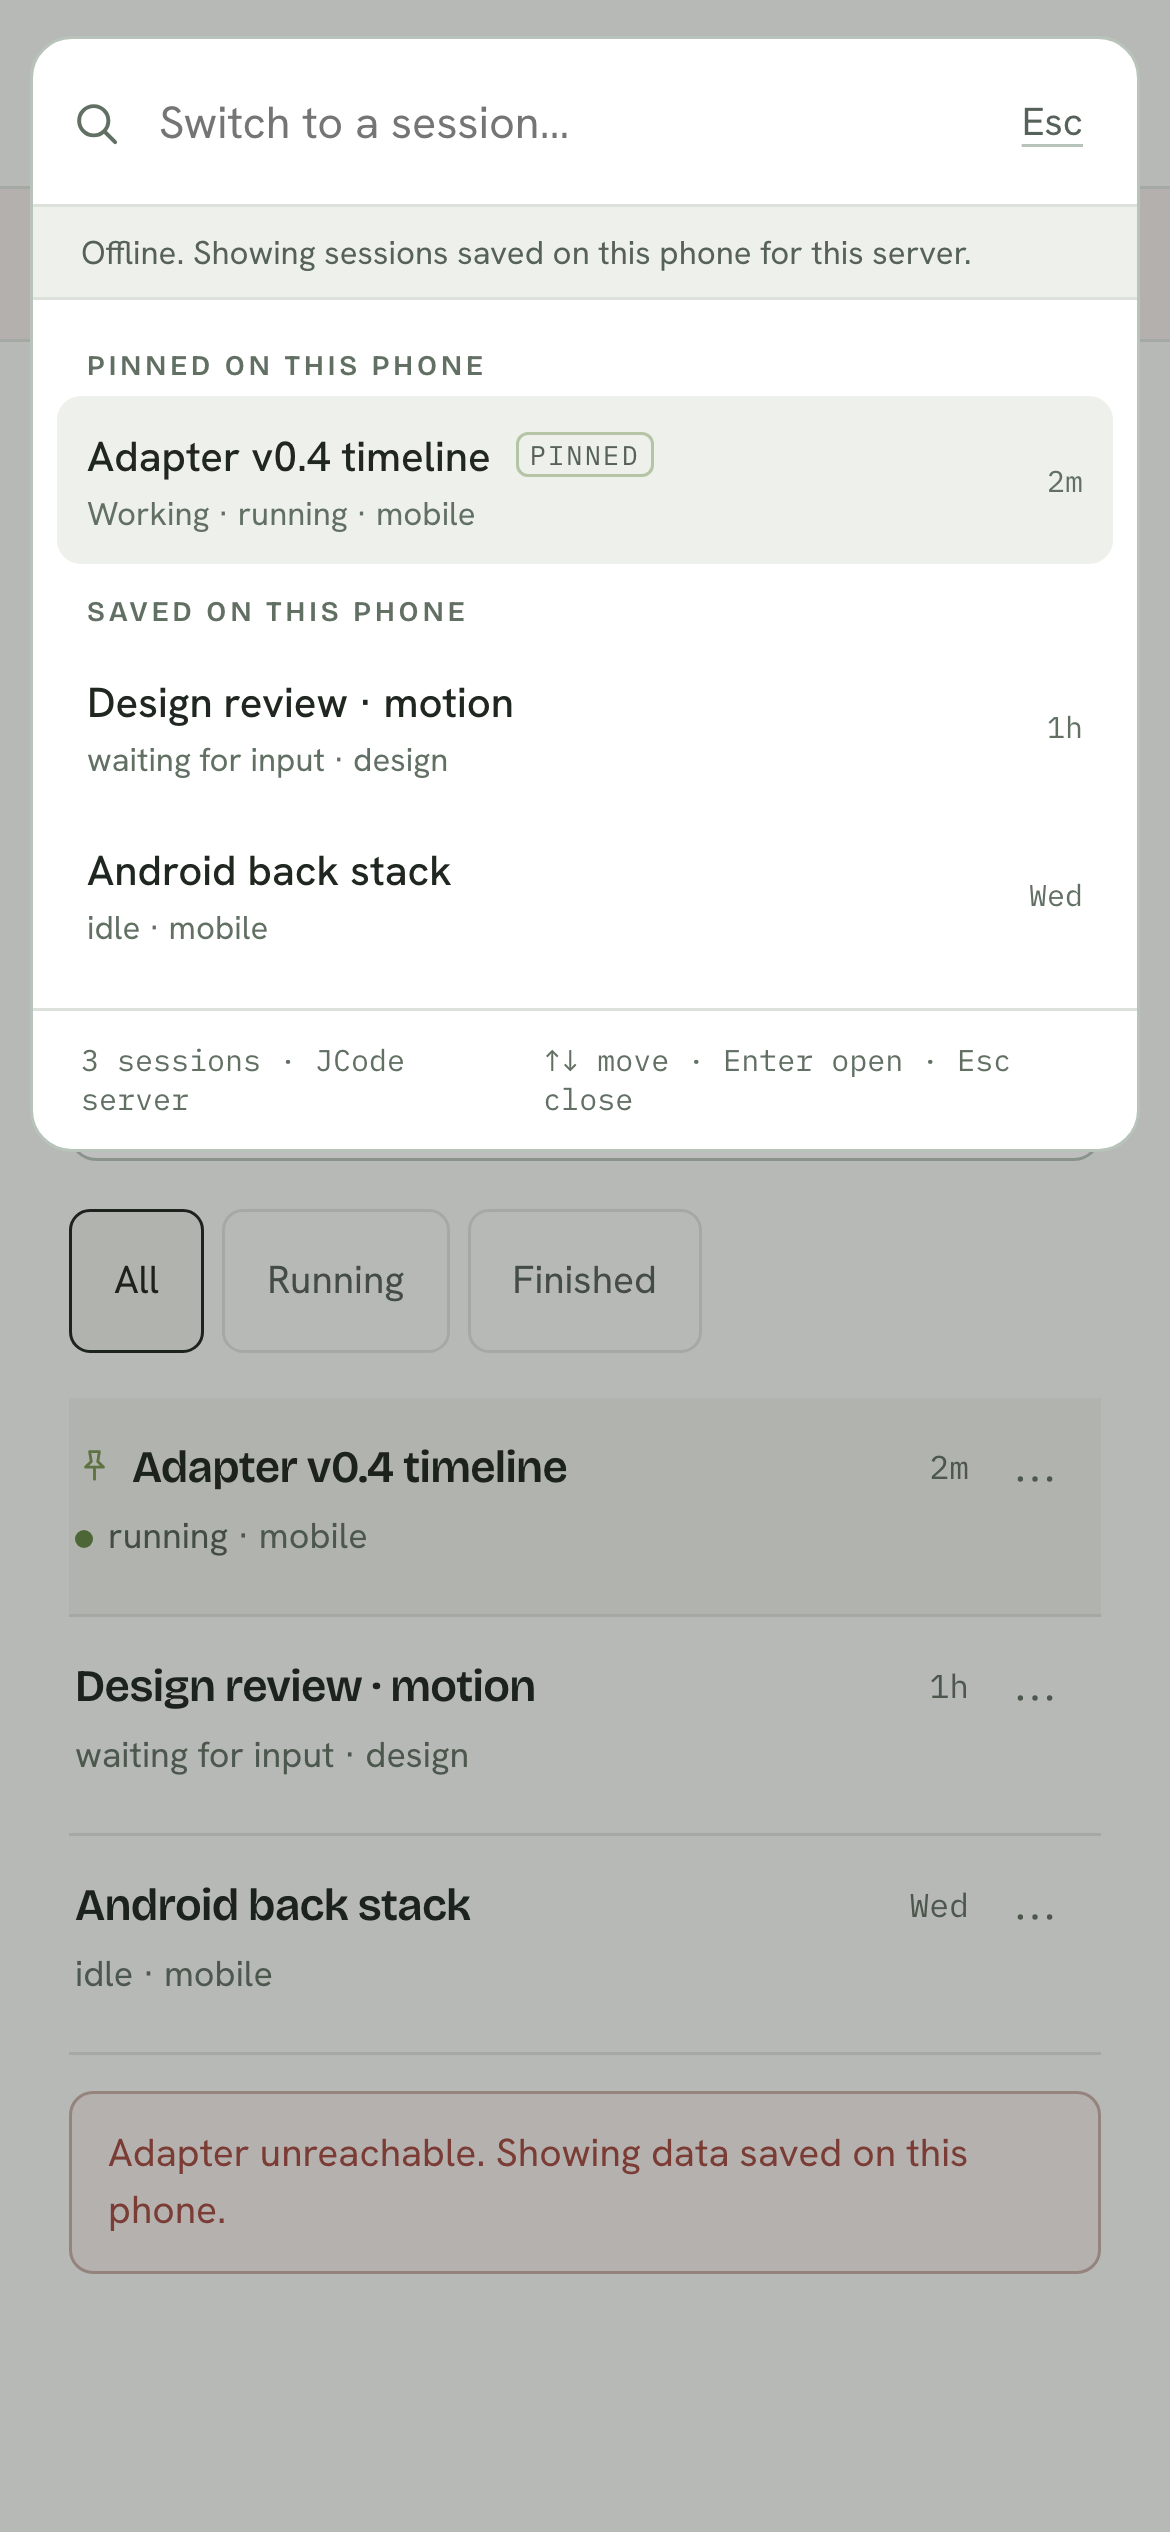 Switch to a session...
Esc
Offline. Showing sessions saved on this phone for this server.
PINNED ON THIS PHONE
Adapter v0.4 timeline
PINNED
2m
Working · running · mobile
SAVED ON THIS PHONE
Design review · motion
1h
waiting for input · design
Android back stack
Wed
idle · mobile
3 sessions · JCode
server
↑↓ move · Enter open · Esc
close
All
Running
Finished
Adapter v0.4 timeline
2m
...
running · mobile
Design review · motion
1h
...
waiting for input · design
Android back stack
Wed
...
idle · mobile
Adapter unreachable. Showing data saved on this
phone.